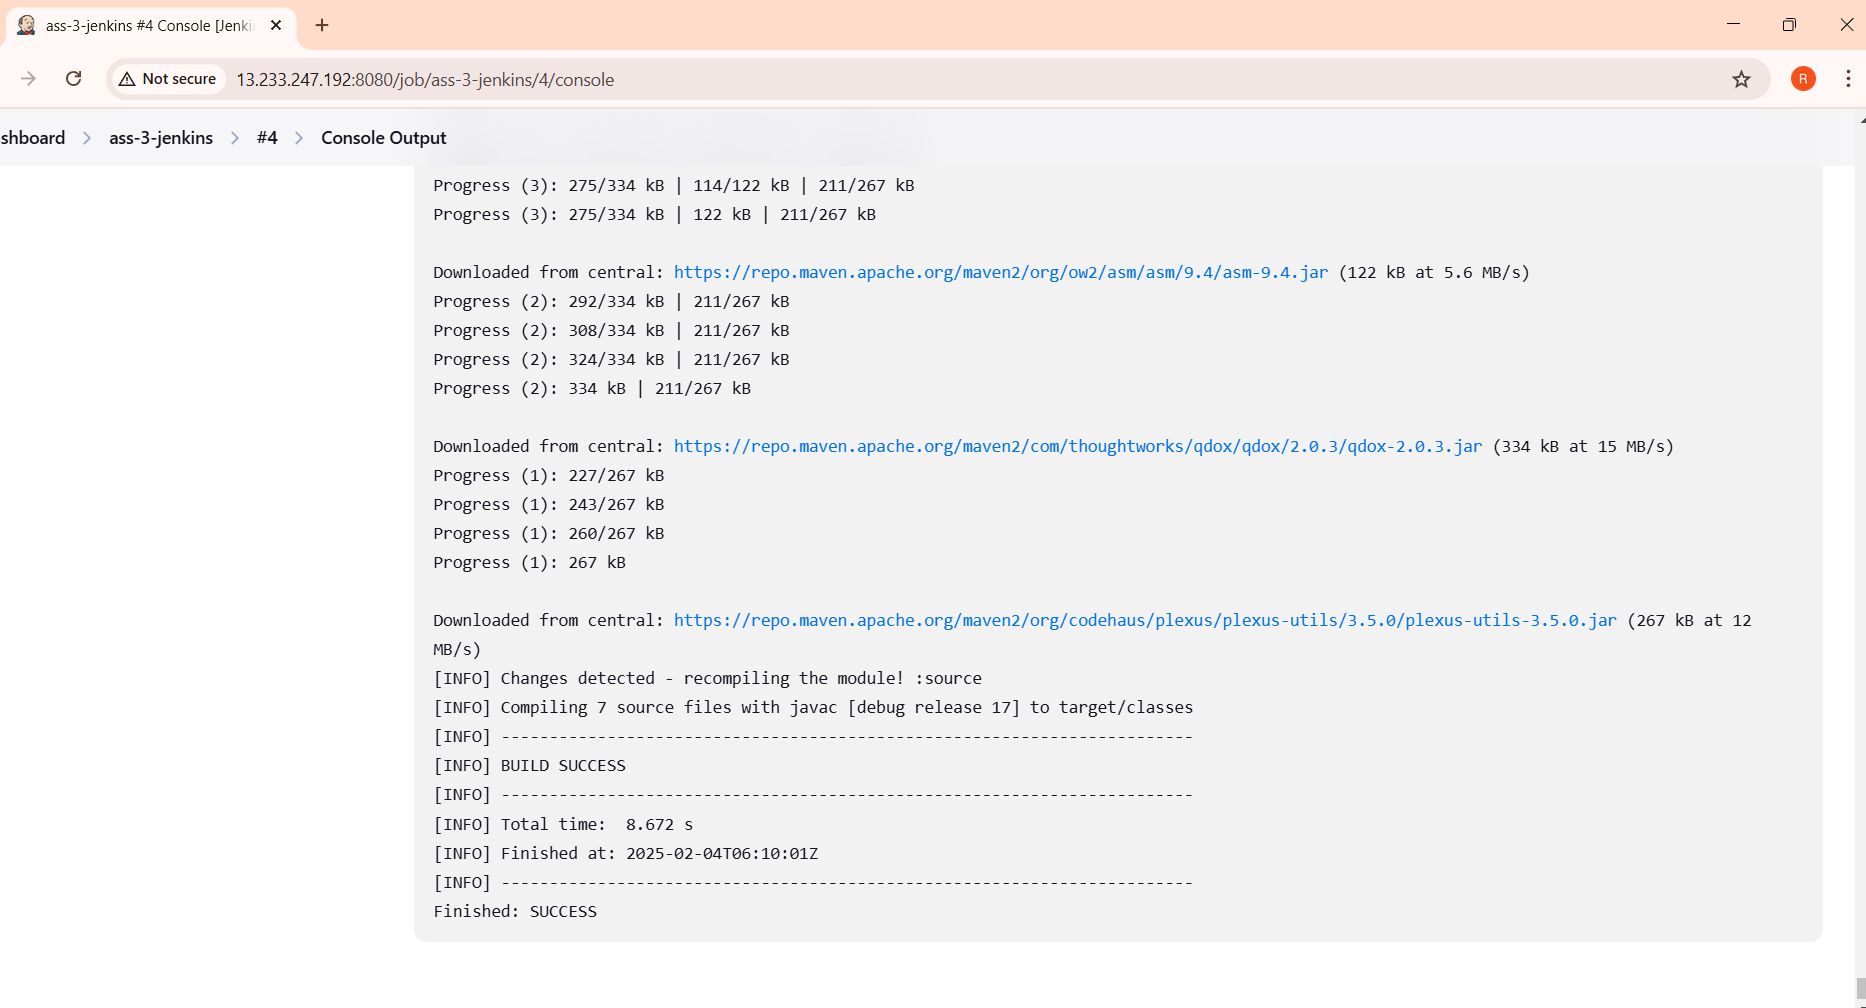 ass-3-jenkins #4 Console [Jenki
Not secure
13.233.247.192:8080/job/ass-3-jenkins/4/console
R
shboard
ass-3-jenkins
#4
Console Output
Progress (3): 275/334 kB | 114/122 kB | 211/267 kB
Progress (3): 275/334 kB | 122 kB | 211/267 kB
Downloaded from central: https://repo.maven.apache.org/maven2/org/ow2/asm/asm/9.4/asm-9.4.jar (122 kB at 5.6 MB/s)
Progress (2): 292/334 kB | 211/267 kB
Progress (2): 308/334 kB | 211/267 kB
Progress (2): 324/334 kB | 211/267 kB
Progress (2): 334 kB | 211/267 kB
Downloaded from central: https://repo.maven.apache.org/maven2/com/thoughtworks/qdox/qdox/2.0.3/qdox-2.0.3.jar (334 kB at 15 MB/s)
Progress (1): 227/267 kB
Progress (1): 243/267 kB
Progress (1): 260/267 kB
Progress (1): 267 kB
Downloaded from central: https://repo.maven.apache.org/maven2/org/codehaus/plexus/plexus-utils/3.5.0/plexus-utils-3.5.0.jar (267 kB at 12
MB/s)
[INFO] Changes detected - recompiling the module! :source
[INFO] Compiling 7 source files with javac [debug release 17] to target/classes
[INFO] ------------------------------------------------------------------------
[INFO] BUILD SUCCESS
[INFO] ------------------------------------------------------------------------
[INFO] Total time:  8.672 s
[INFO] Finished at: 2025-02-04T06:10:01Z
[INFO] ------------------------------------------------------------------------
Finished: SUCCESS